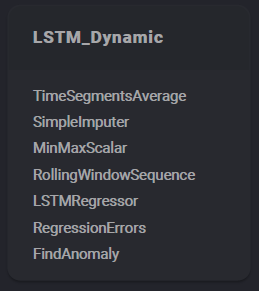 LSTM_Dynamic
TimeSegmentsAverage
SimpleImputer
MinMaxScalar
RollingWindowSequence
LSTMRegressor
RegressionErrors
FindAnomaly